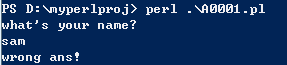 PS D:\myperlproj> perl .\A0001.pl
what's your name?
sam
wrong ans!